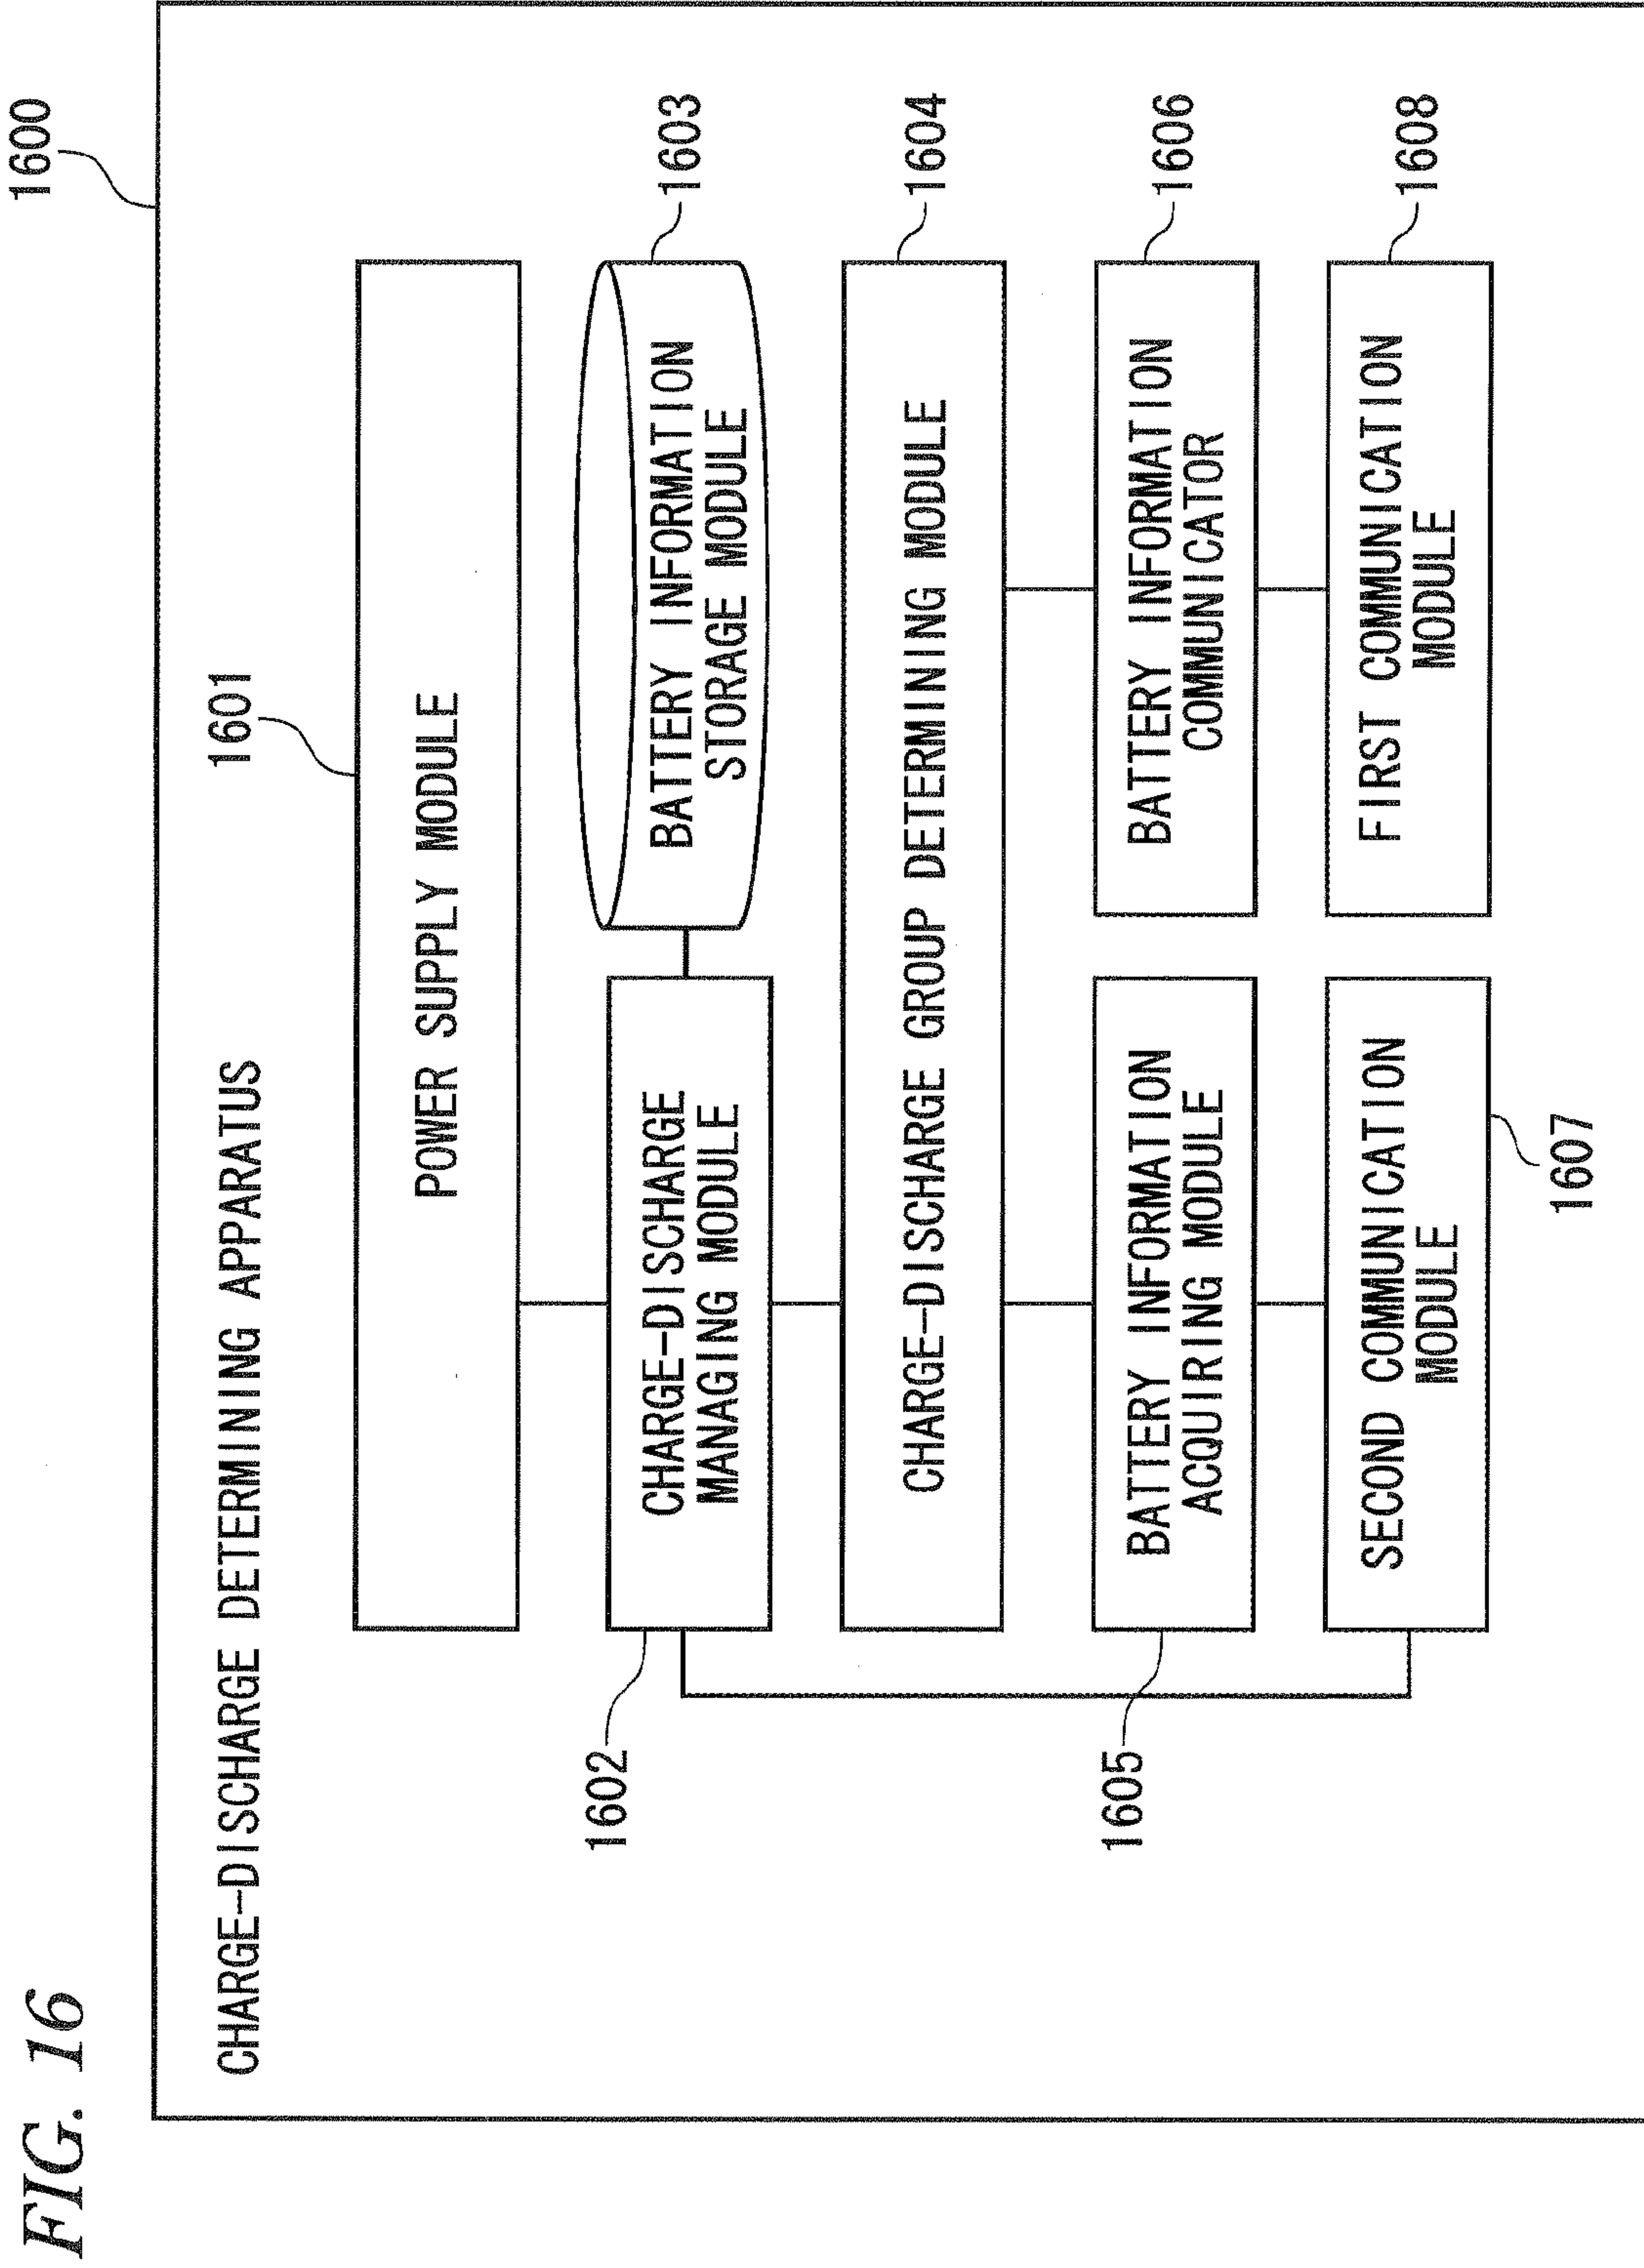 FIG. 16
1600
CHARGE-DISCHARGE DETERMINING APPARATUS
1601
POWER SUPPLY MODULE
1602
CHARGE-DISCHARGE
MANAGING MODULE
BATTERY INFORMATION
STORAGE MODULE
1603
CHARGE-DISCHARGE GROUP DETERMINING MODULE
1604
1605
BATTERY INFORMATION
ACQUIRING MODULE
BATTERY INFORMATION
COMMUNICATOR
1606
SECOND COMMUNICATION
MODULE
1607
FIRST COMMUNICATION
MODULE
1608